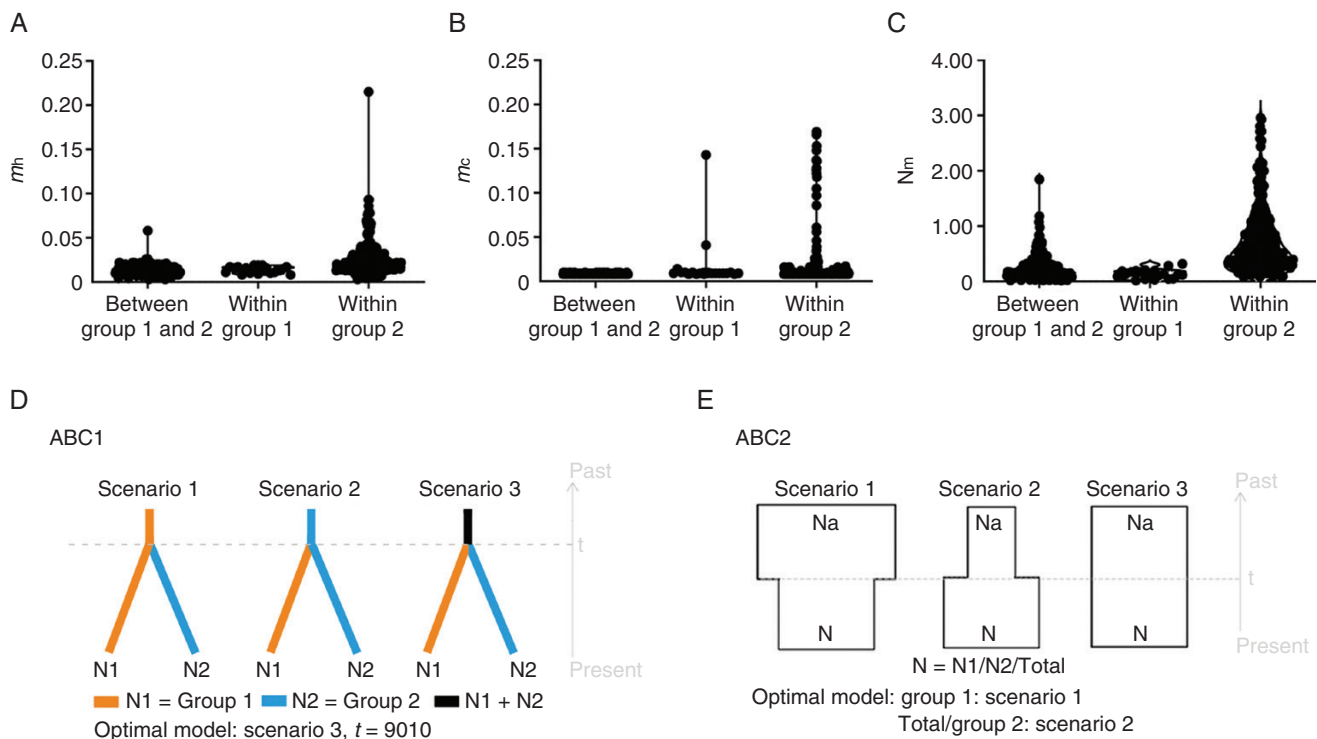 A
B
C
0.25
0.20
0.15
0.10
0.05
0
mh
Between
group 1 and 2
Within
group 1
Within
group 2
0.25
0.20
0.15
0.10
0.05
0
mc
Between
group 1 and 2
Within
group 1
Within
group 2
4.00
3.00
2.00
1.00
0
Nm
Between
group 1 and 2
Within
group 1
Within
group 2
D
ABC1
Scenario 1
Scenario 2
Scenario 3
Past
t
Present
N1
N2
N1
N2
N1
N2
N1 = Group 1
N2 = Group 2
N1 + N2
Optimal model: scenario 3, t = 9010
E
ABC2
Scenario 1
Scenario 2
Scenario 3
Past
Na
Na
Na
t
N
N
N
Present
N = N1/N2/Total
Optimal model: group 1: scenario 1
Total/group 2: scenario 2